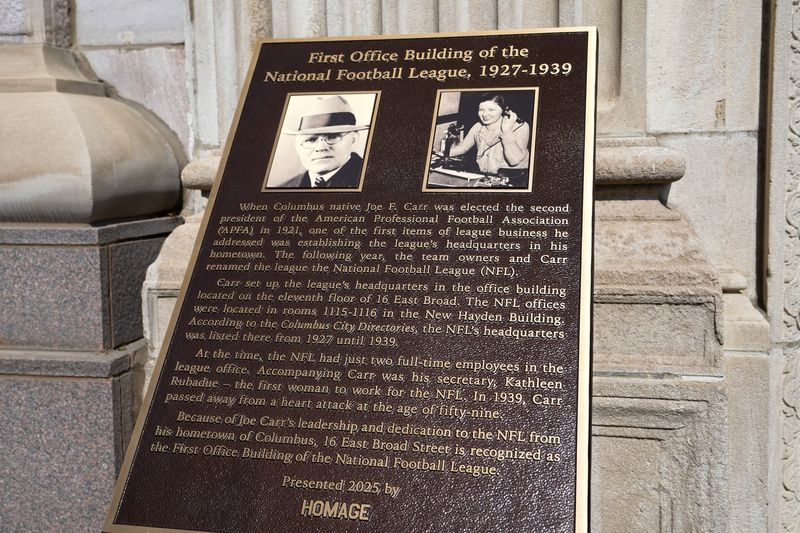 First Office Building of the
National Football League, 1927-1939
When Columbus native Joe F. Carr was elected the second
president of the American Professional Football Association
(APFA) in 1921, one of the first items of league business he
addressed was establishing the league's headquarters in his
hometown. The following year, the team owners and Carr
renamed the league the National Football League (NFL).
Carr set up the league's headquarters in the office building
located on the eleventh floor of 16 East Broad. The NFL offices
were located in rooms 1115-1116 in the New Hayden Building.
According to the Columbus City Directories, the NFL's headquarters
was listed there from 1927 until 1939.
At the time, the NFL had just two full-time employees in the
league office. Accompanying Carr was his secretary, Kathleen
Rubadue – the first woman to work for the NFL. In 1939, Carr
passed away from a heart attack at the age of fifty-nine.
Because of Joe Carr's leadership and dedication to the NFL from
his hometown of Columbus, 16 East Broad Street is recognized as
the First Office Building of the National Football League.
Presented 2025 by
HOMAGE